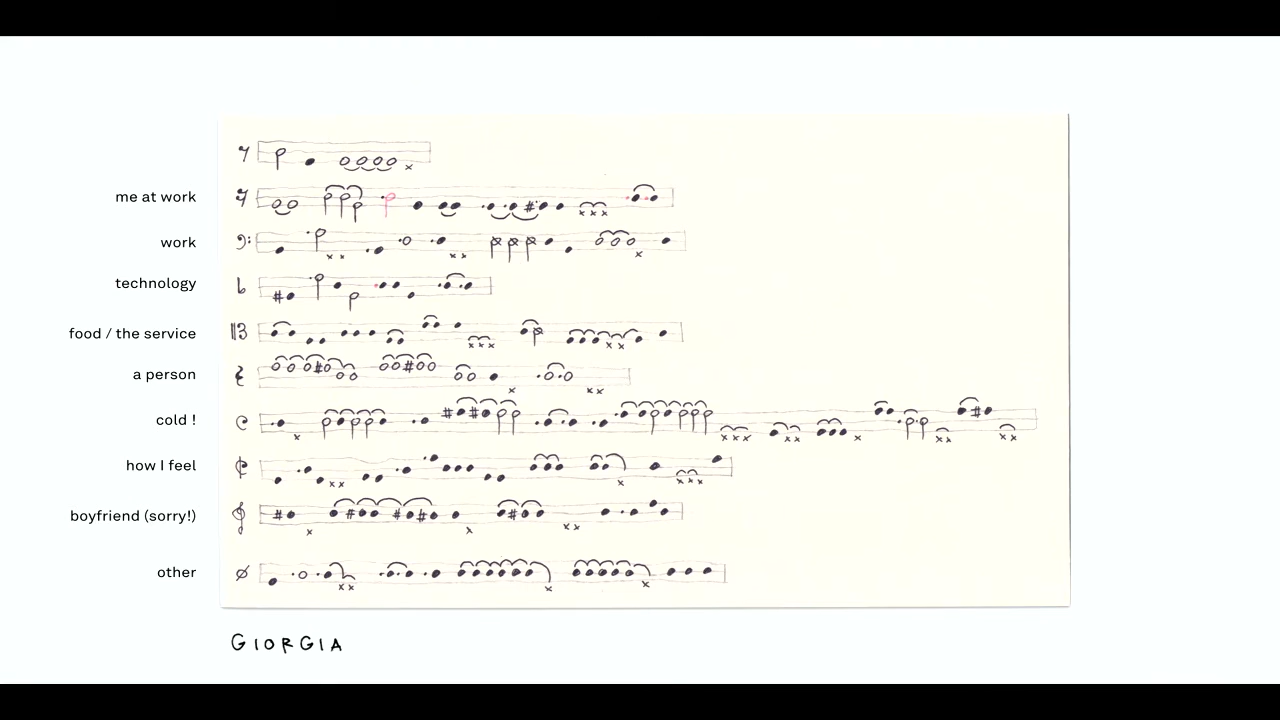 me at work
work
technology
food / the service
a person
cold !
how I feel
boyfriend (sorry!)
other
GIORGIA